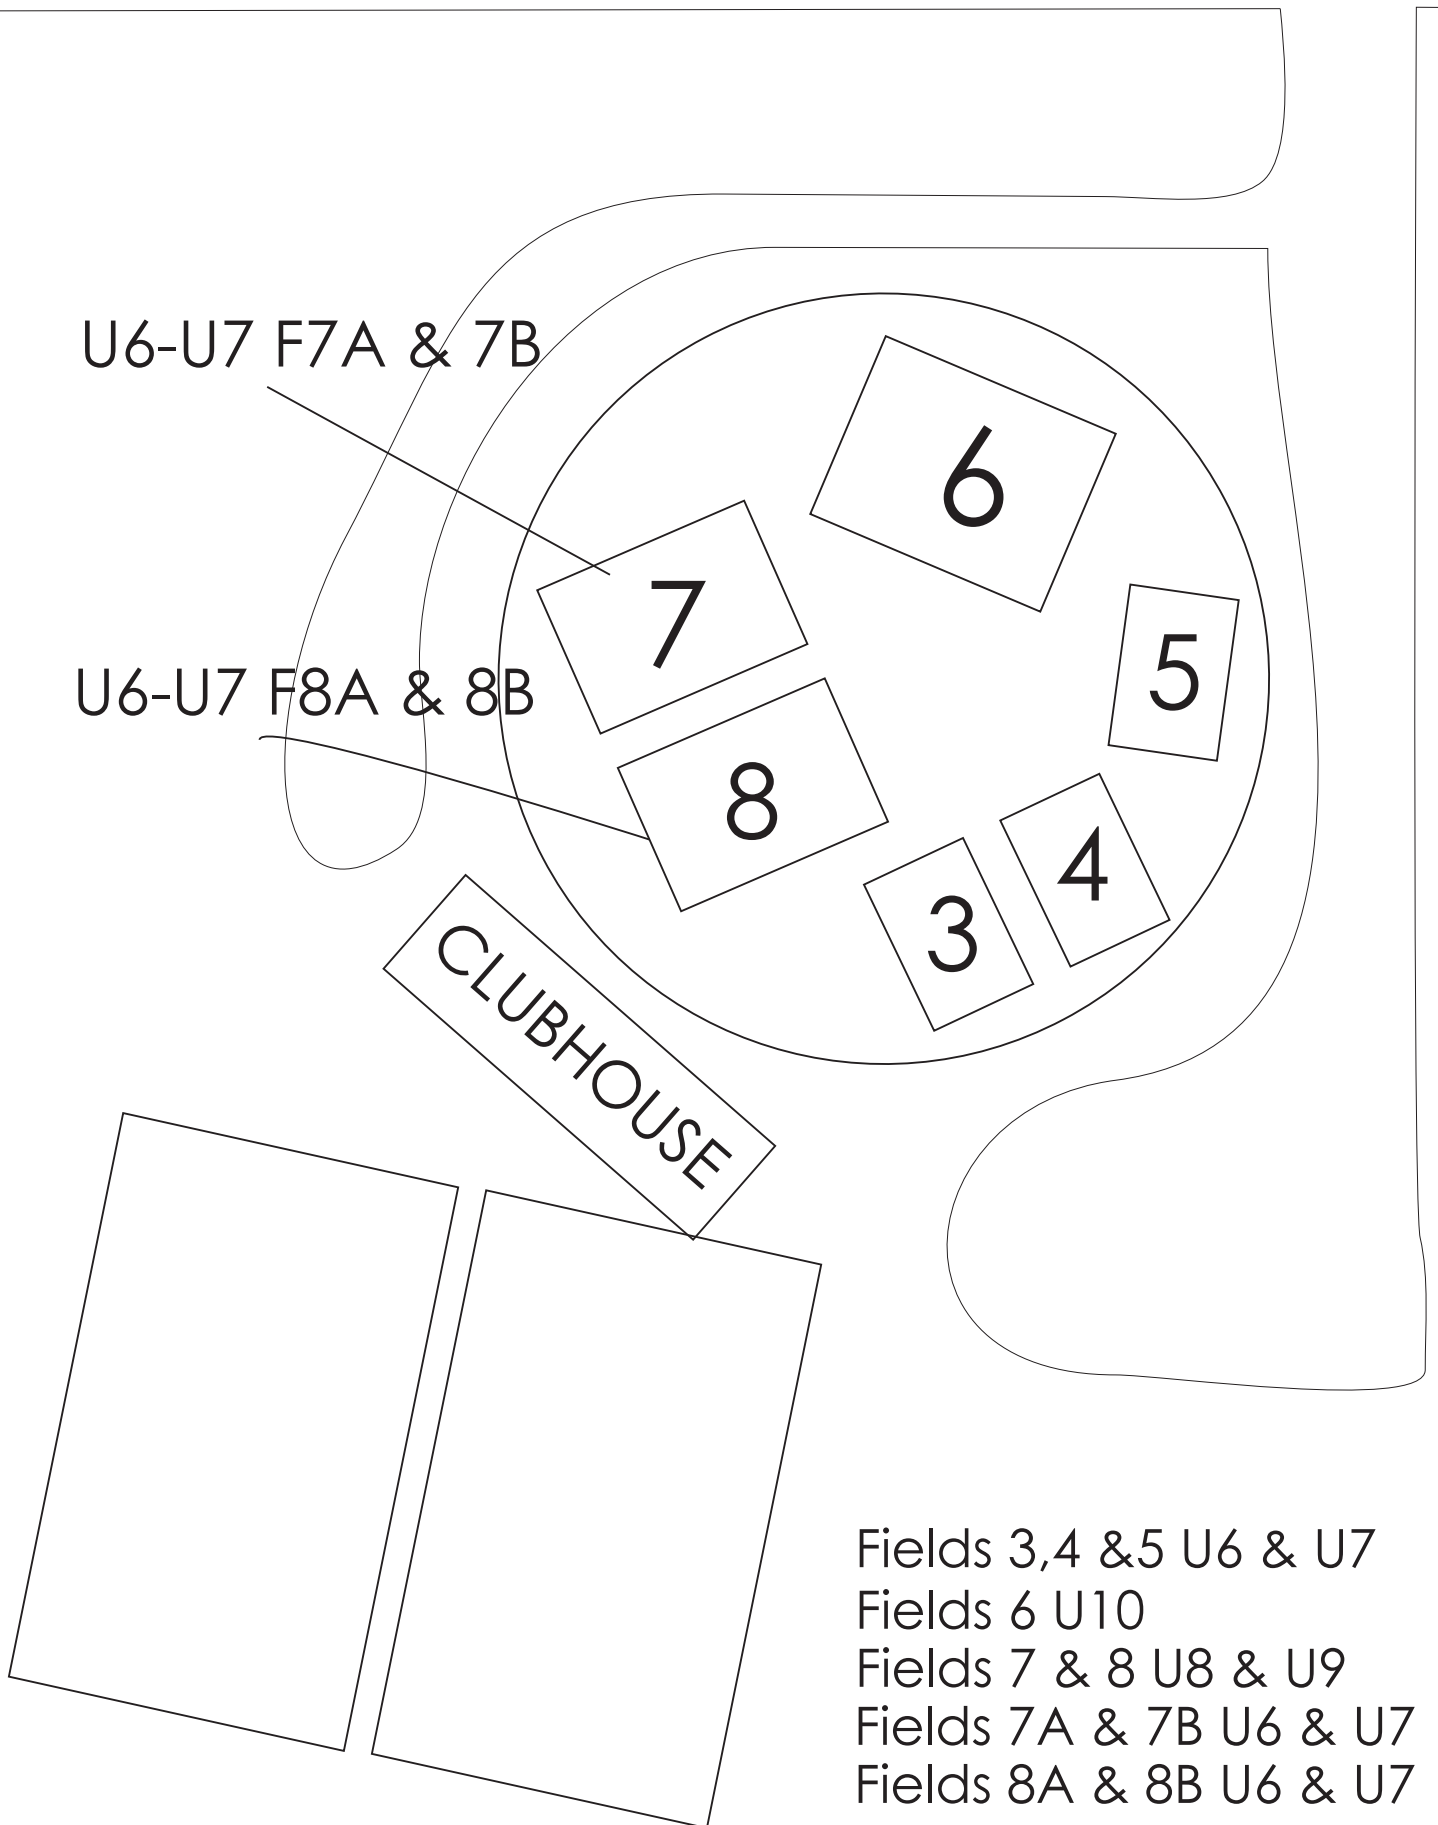 U6-U7 F7A & 7B
6
7
5
U6-U7 F8A & 8B
8
4
3
CLUBHOUSE
Fields 3,4 &5 U6 & U7
Fields 6 U10
Fields 7 & 8 U8 & U9
Fields 7A & 7B U6 & U7
Fields 8A & 8B U6 & U7